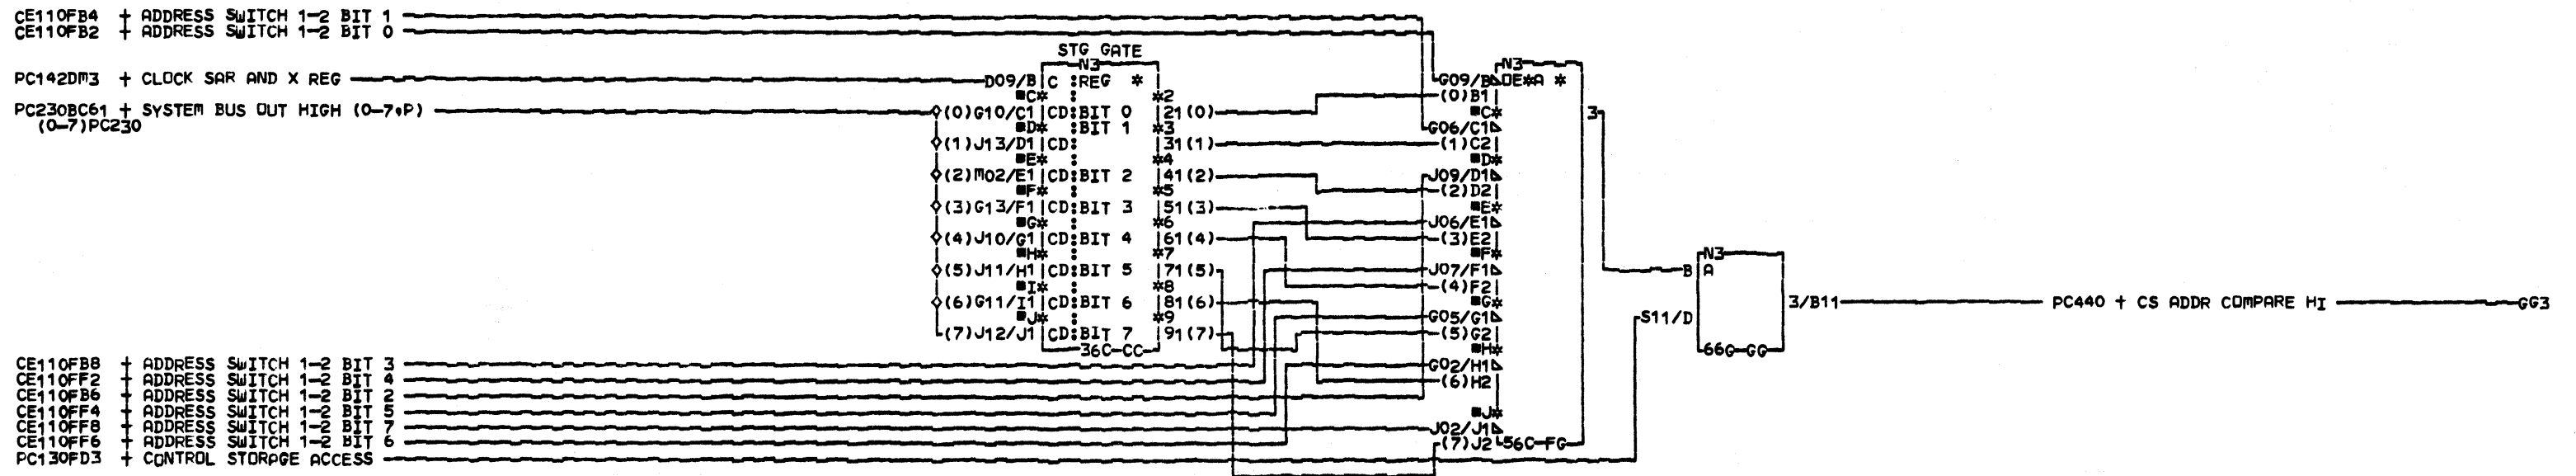 CE110FB4 + ADDRESS SWITCH 1-2 BIT 1
CE110FB2 + ADDRESS SWITCH 1-2 BIT 0
STG GATE
N3 N3
PC142DM3 + CLOCK SAR AND X REG D09/B C :REG * G09/B OE*A *
■C* *2 (0)B1
PC230BC61 + SYSTEM BUS OUT HIGH (0-7,P) (0)G10/C1 CD:BIT 0 21(0) ■C* 3
(0-7)PC230 ■D* :BIT 1 *3 G06/C1
(1)J13/D1 CD: 31(1) (1)C2
■E* : *4 ■D*
(2)M02/E1 CD:BIT 2 41(2) J09/D1
■F* : *5 (2)D2
(3)G13/F1 CD:BIT 3 51(3) ■E*
■G* : *6 J06/E1
(4)J10/G1 CD:BIT 4 61(4) (3)E2
■H* : *7 ■F* N3
(5)J11/H1 CD:BIT 5 71(5) J07/F1 B A
■I* : *8 (4)F2
(6)G11/I1 CD:BIT 6 81(6) ■G* 3/B11 PC440 + CS ADDR COMPARE HI GG3
■J* : *9 G05/G1 S11/D
(7)J12/J1 CD:BIT 7 91(7) (5)G2
36C-CC ■H* 66G-GG
CE110FB8 + ADDRESS SWITCH 1-2 BIT 3 G02/H1
CE110FF2 + ADDRESS SWITCH 1-2 BIT 4 (6)H2
CE110FB6 + ADDRESS SWITCH 1-2 BIT 2
CE110FF4 + ADDRESS SWITCH 1-2 BIT 5 ■J*
CE110FF8 + ADDRESS SWITCH 1-2 BIT 7 J02/J1
CE110FF6 + ADDRESS SWITCH 1-2 BIT 6 (7)J2 56C-FG
PC130FD3 + CONTROL STORAGE ACCESS